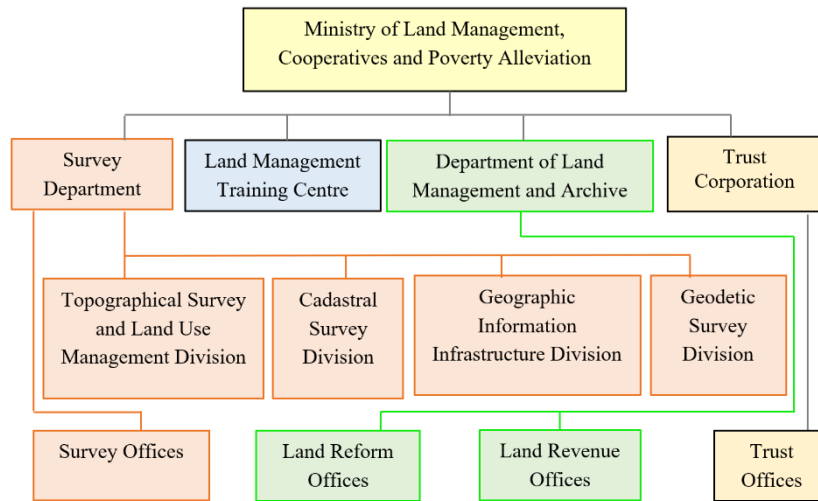 Ministry of Land Management,
Cooperatives and Poverty Alleviation
Survey
Department
Land Management
Training Centre
Department of Land
Management and Archive
Trust
Corporation
Topographical Survey
and Land Use
Management Division
Cadastral
Survey
Division
Geographic
Information
Infrastructure Division
Geodetic
Survey
Division
Survey Offices
Land Reform
Offices
Land Revenue
Offices
Trust
Offices